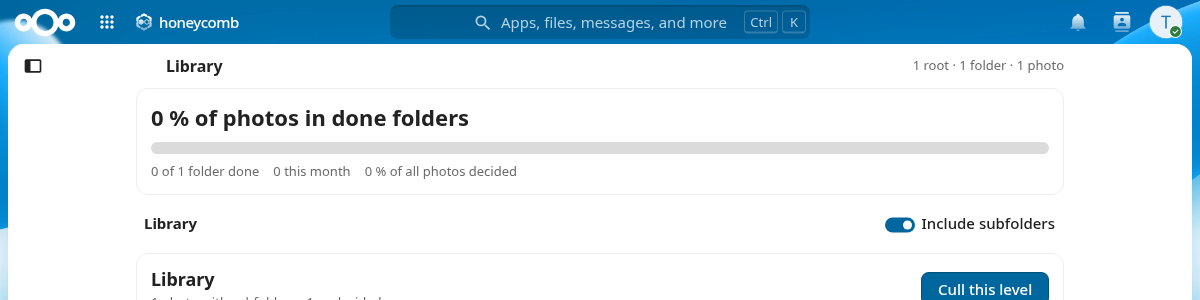 honeycomb
Apps, files, messages, and more
Ctrl
K
T
Library
1 root · 1 folder · 1 photo
0 % of photos in done folders
0 of 1 folder done 0 this month 0 % of all photos decided
Library
Include subfolders
Library
Cull this level